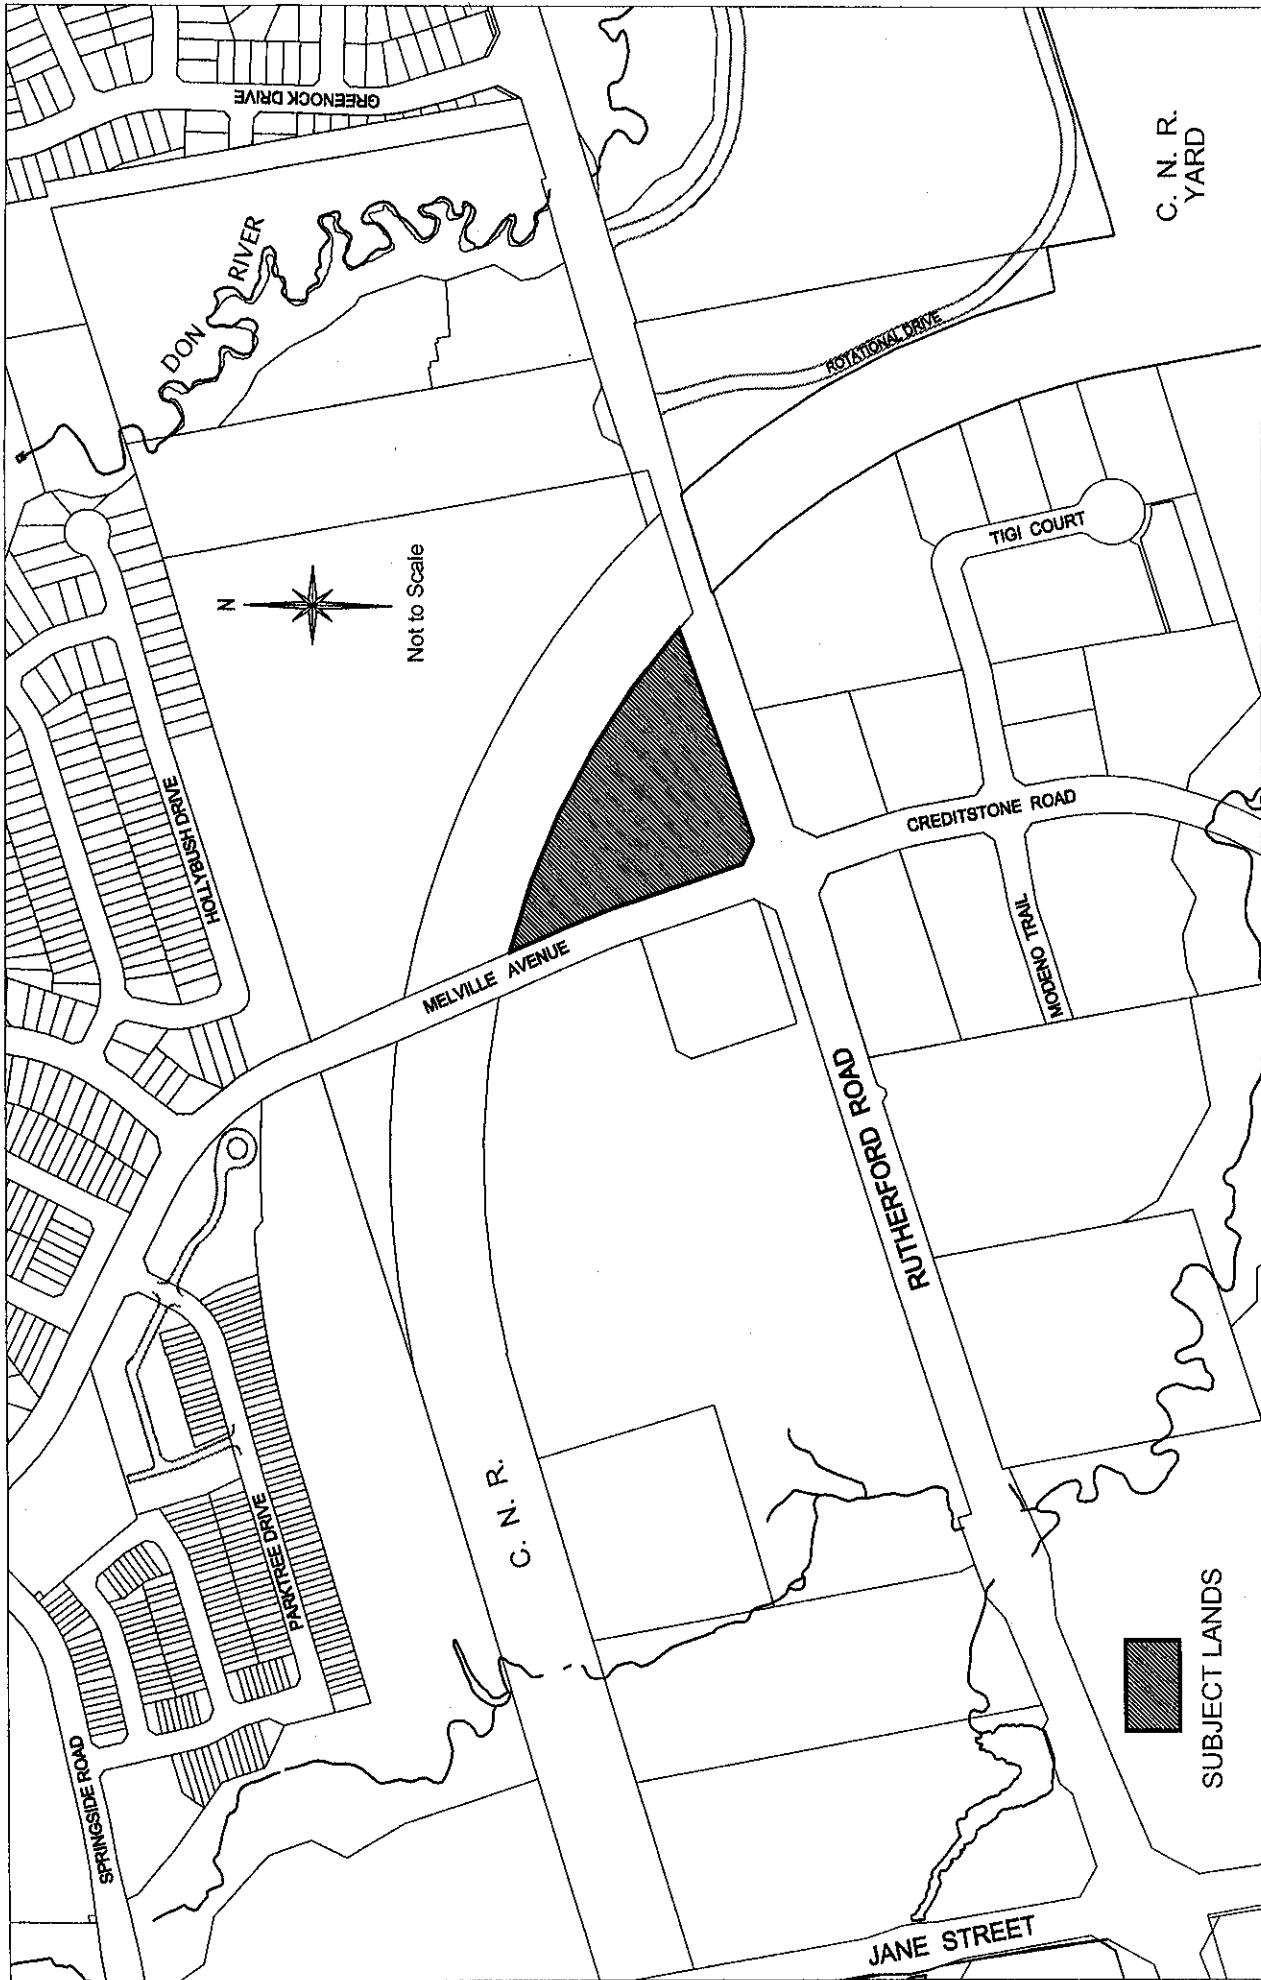 GREENOCK DRIVE
DON RIVER
C. N. R.
YARD
ROTATIONAL DRIVE
N
Not to Scale
TIGI COURT
HOLLYBUSH DRIVE
MELVILLE AVENUE
CREDITSTONE ROAD
MODENO TRAIL
RUTHERFORD ROAD
C. N. R.
PARKTREE DRIVE
SPRINGSIDE ROAD
JANE STREET
SUBJECT LANDS